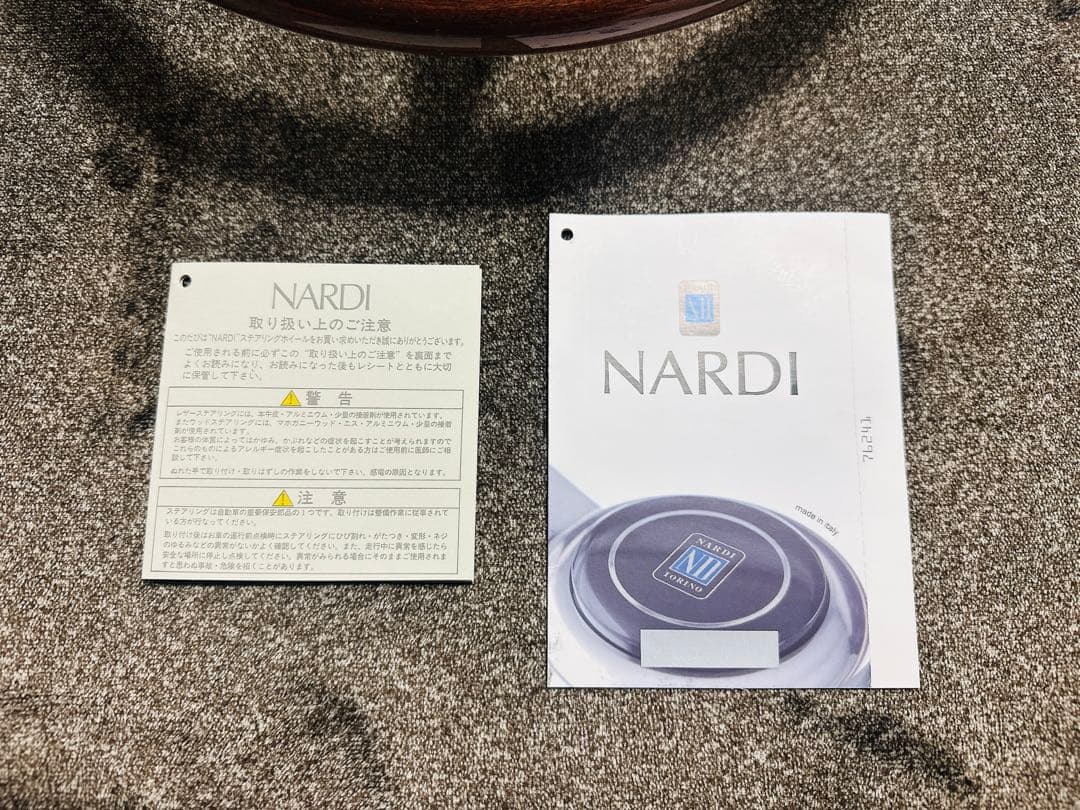 NARDI
取り扱い上のご注意
このたびは"NARDI"ステアリングホイールをお買い求めいただき誠にありがとうございます。
ご使用される前に必ずこの "取り扱い上のご注意" を裏面まで
よくお読みになり、お読みになった後もレシートとともに大切
に保管して下さい。
警 告
レザーステアリングには、本牛皮・アルミニウム・少量の接着剤が使用されています。
またウッドステアリングには、マホガニーウッド・ニス・アルミニウム・少量の接着
剤が使用されています。
お客様の体質によってはかゆみ、かぶれなどの症状を起こすことが考えられますので
これらのものによるアレルギー症状を起こしたことがある方はご使用前に医師にご相
談して下さい。
ぬれた手で取り付け・取りはずしの作業をしないで下さい。感電の原因となります。
注 意
ステアリングは自動車の重要保安部品の1つです。取り付けは整備作業に従事されて
いる方が行なってください。
取り付け後はお車の運行前点検時にステアリングにひび割れ・がたつき・変形・ネジ
のゆるみなどの異常がないかよく確認してください。また、走行中に異常を感じたら
安全な場所に停止し点検してください。異常がみられる場合にそのままご使用されま
すと思わぬ事故・危険を招くことがあります。
ND
NARDI
762424
made in italy
NARDI
ND
TORINO